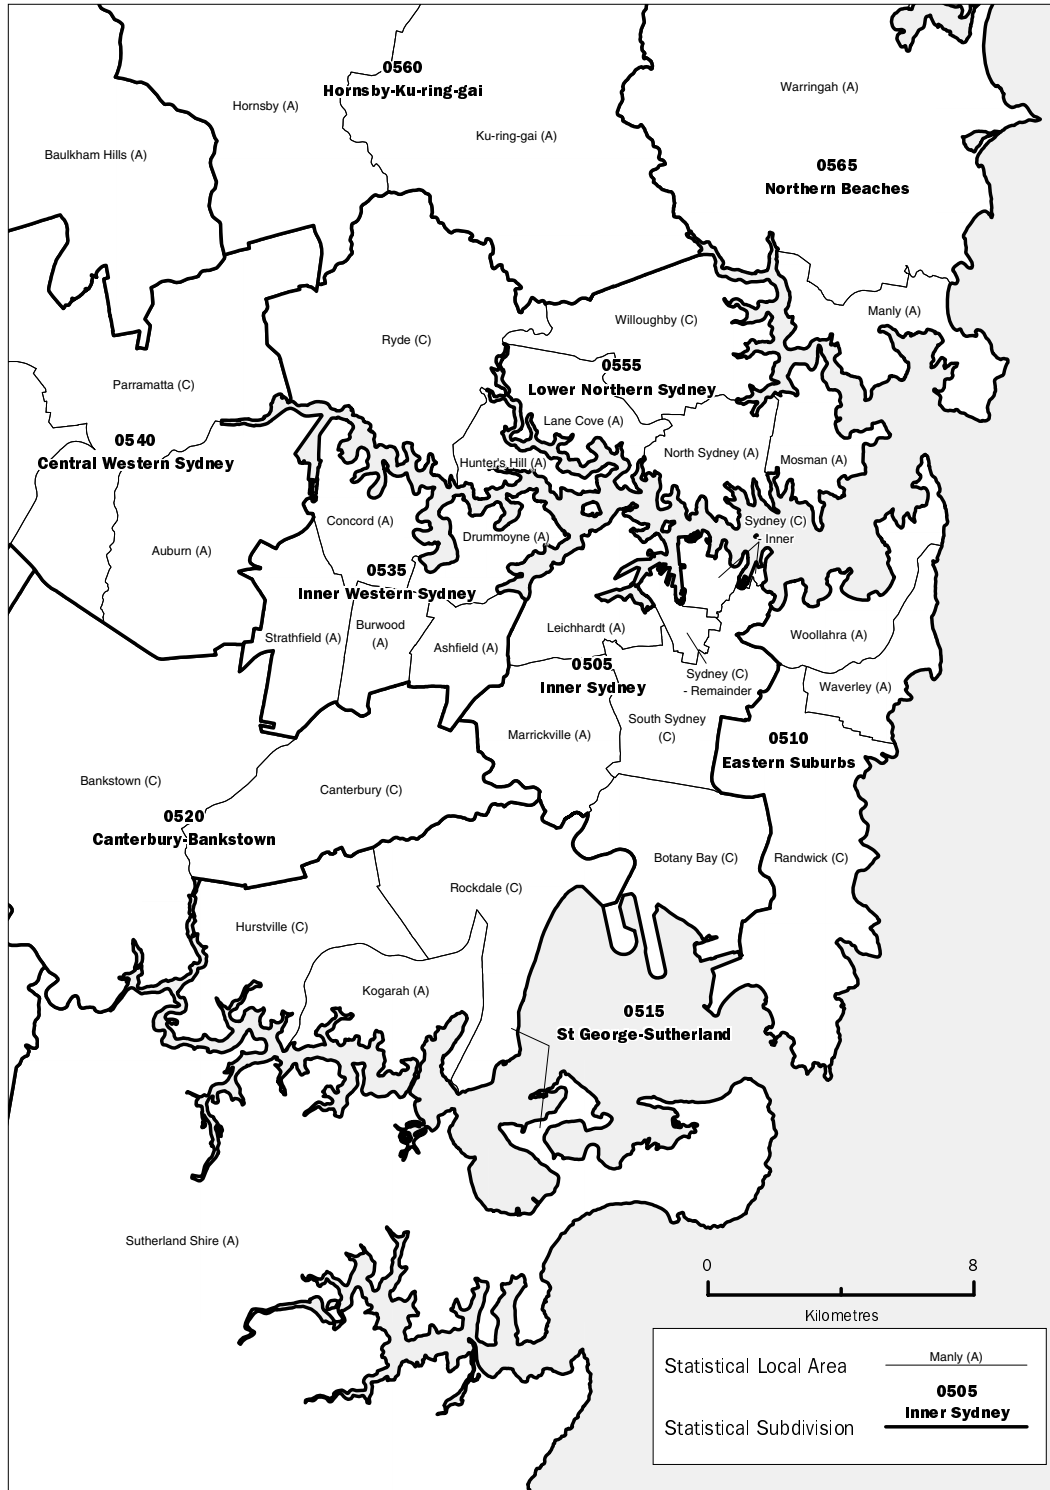 0560
Hornsby-Ku-ring-gai
Warringah (A)
Hornsby (A)
Ku-ring-gai (A)
Baulkham Hills (A)
0565
Northern Beaches
Manly (A)
Willoughby (C)
Ryde (C)
0555
Lower Northern Sydney
Parramatta (C)
Lane Cove (A)
0540
Central Western Sydney
North Sydney (A)
Mosman (A)
Hunter's Hill (A)
Concord (A)
Sydney (C)
- Inner
Drummoyne (A)
Auburn (A)
0535
Inner Western Sydney
Strathfield (A)
Burwood
(A)
Ashfield (A)
Leichhardt (A)
Woollahra (A)
0505
Inner Sydney
Sydney (C)
- Remainder
Waverley (A)
South Sydney
(C)
Marrickville (A)
0510
Eastern Suburbs
Bankstown (C)
Canterbury (C)
0520
Canterbury-Bankstown
Botany Bay (C)
Randwick (C)
Rockdale (C)
Hurstville (C)
Kogarah (A)
0515
St George-Sutherland
Sutherland Shire (A)
0 8
Kilometres
Statistical Local Area
Manly (A)
0505
Inner Sydney
Statistical Subdivision